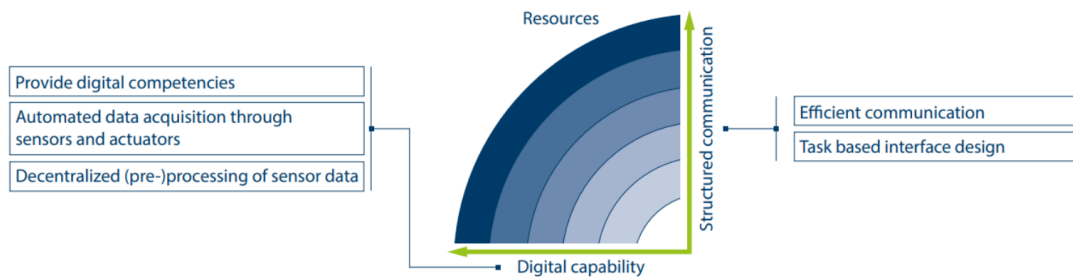 Resources
Provide digital competencies
Automated data acquisition through
sensors and actuators
Decentralized (pre-)processing of sensor data
Structured communication
Efficient communication
Task based interface design
Digital capability